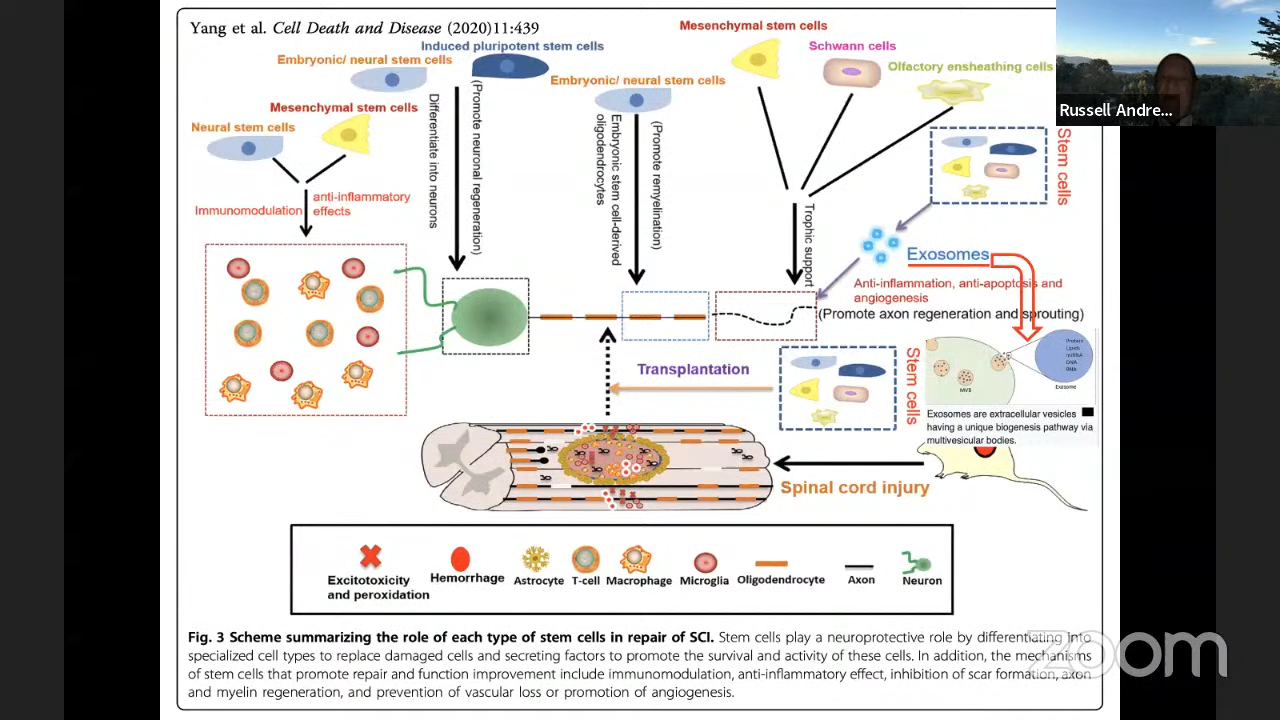 Yang et al. Cell Death and Disease (2020)11:439
Mesenchymal stem cells
Induced pluripotent stem cells
Schwann cells
Embryonic/ neural stem cells
Olfactory ensheathing cells
Embryonic/ neural stem cells
Mesenchymal stem cells
Neural stem cells
Russell Andre...
Differentiate into neurons
(Promote neuronal regeneration)
Embryonic stem cell-derived
oligodendrocytes
(Promote remyelination)
Stem cells
Immunomodulation
anti-inflammatory
effects
Trophic support
Exosomes
Anti-inflammation, anti-apoptosis and
angiogenesis
(Promote axon regeneration and sprouting)
Protein
Lipids
miRNA
DNA
RNA
Exosome
MVB
Transplantation
Stem cells
Exosomes are extracellular vesicles
having a unique biogenesis pathway via
multivesicular bodies.
Spinal cord injury
Excitotoxicity
and peroxidation
Hemorrhage
Astrocyte
T-cell
Macrophage
Microglia
Oligodendrocyte
Axon
Neuron
Fig. 3 Scheme summarizing the role of each type of stem cells in repair of SCI. Stem cells play a neuroprotective role by differentiating into
specialized cell types to replace damaged cells and secreting factors to promote the survival and activity of these cells. In addition, the mechanisms
of stem cells that promote repair and function improvement include immunomodulation, anti-inflammatory effect, inhibition of scar formation, axon
and myelin regeneration, and prevention of vascular loss or promotion of angiogenesis.
zoom